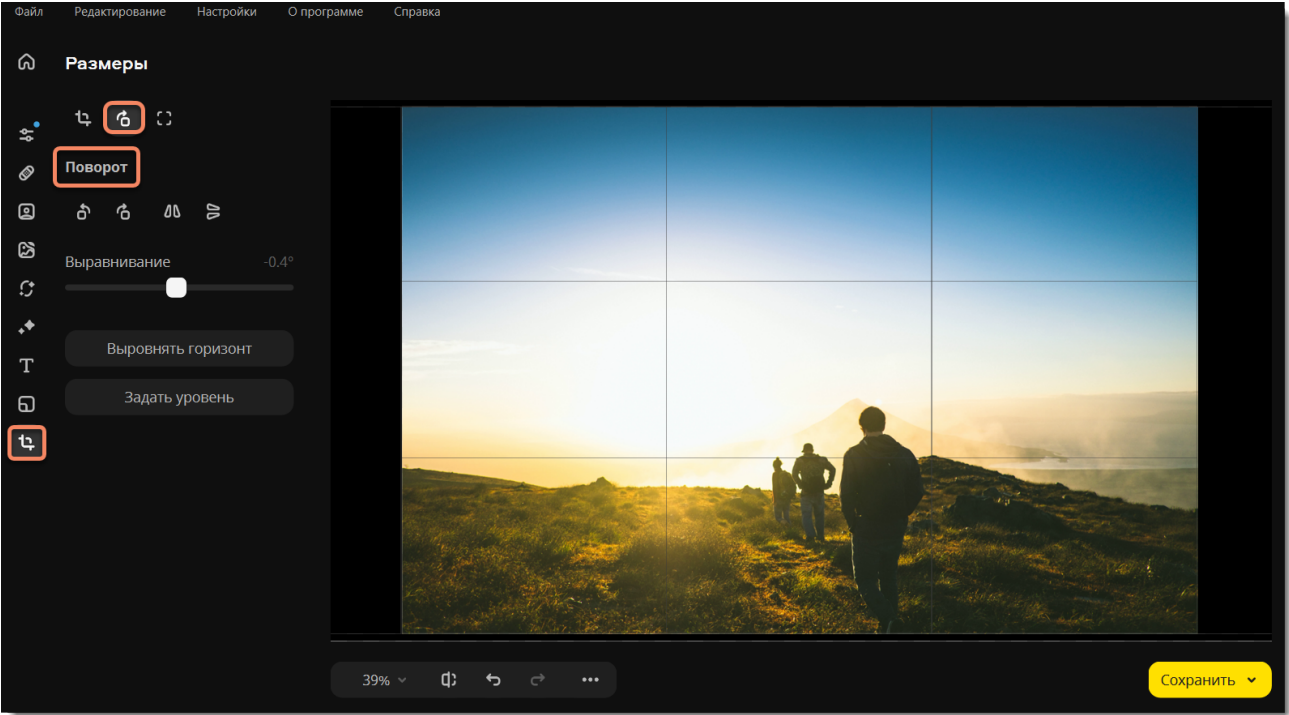 Файл Редактирование Настройки О программе Справка
Размеры
Поворот
Выравнивание -0.4°
Выровнять горизонт
Задать уровень
39%
Сохранить